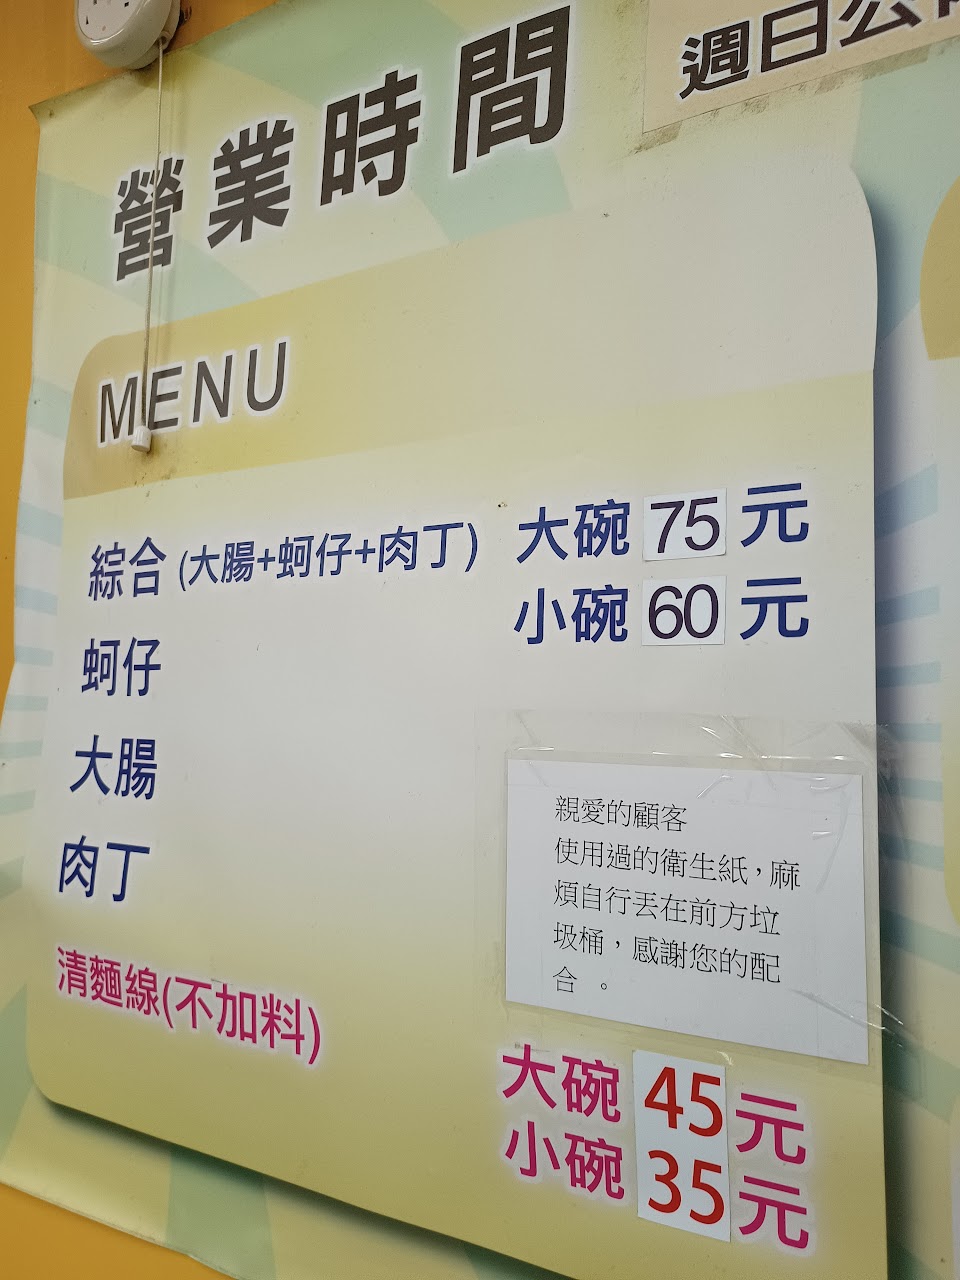 營業時間
週日公
MENU
綜合(大腸+蚵仔+肉丁) 大碗 75 元
小碗 60 元
蚵仔
大腸
肉丁
親愛的顧客
使用過的衛生紙，麻
煩自行丟在前方垃
圾桶，感謝您的配
合。
清麵線(不加料)
大碗 45 元
小碗 35 元